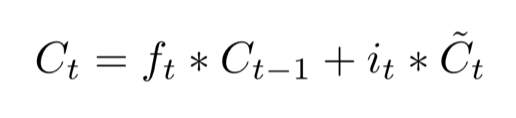 C_t = f_t * C_{t-1} + i_t * \tilde{C}_t